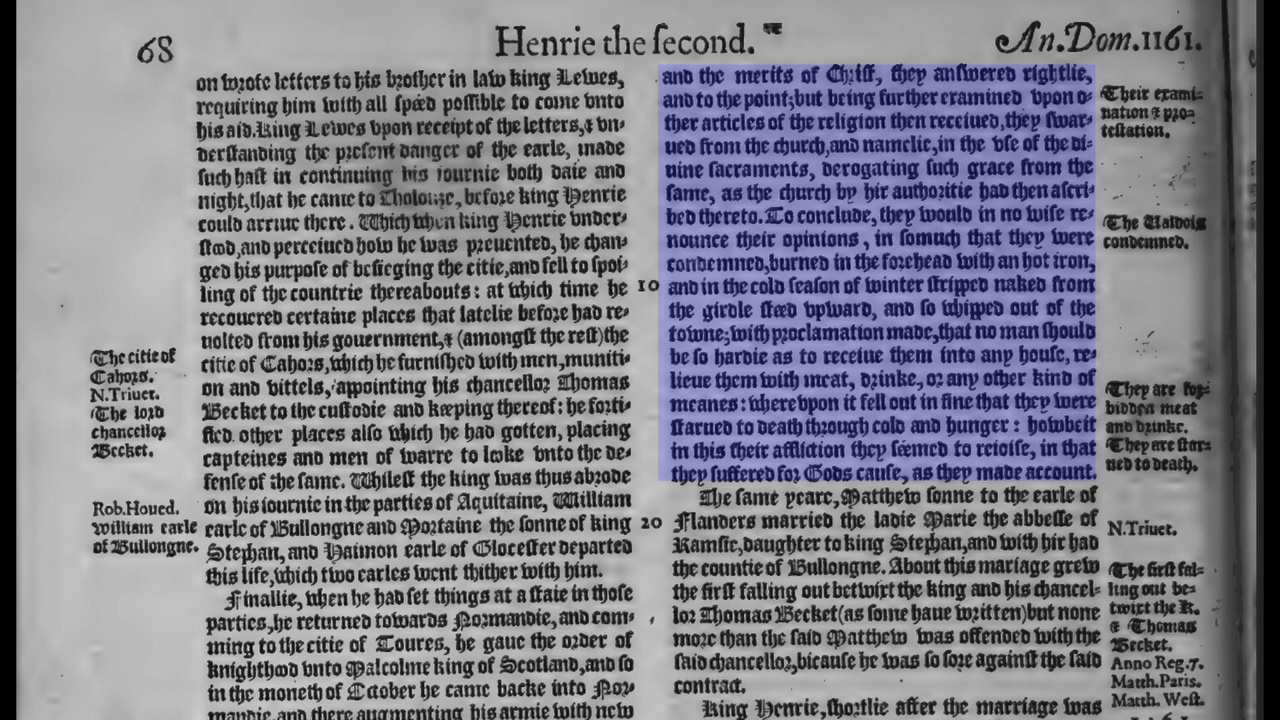 68
Henrie the ſecond.
An.Dom.1161.
on wrote letters to his brother in law king Lewes,
requiring him with all ſpéed poſſible to come vnto
his aid.King Lewes vpon receipt of the letters,& vn-
derſtanding the preſent danger of the earle, made
ſuch haſt in continuing his iournie both daie and
night,that he came to Tholouze, before king Henrie
could arriue there. Which when king Henrie vnder-
ſtood,and perceiued how he was preuented, he chan-
ged his purpoſe of beſieging the citie,and fell to ſpoi-
ling of the countrie thereabouts: at which time he
recouered certaine places that latelie before had re-
uolted from his gouernment,& (amongſt the reſt)the
citie of Cahors,which he furniſhed with men,muniti-
on and vittels, appointing his chancellor Thomas
Becket to the cuſtodie and keeping thereof: he forti-
fied other places alſo which he had gotten, placing
capteines and men of warre to looke vnto the de-
fenſe of the ſame. Whileſt the king was thus abrode
on his iournie in the parties of Aquitaine, William
earle of Bullongne and Mortaine the ſonne of king
Stephan, and Haimon earle of Gloceſter departed
this life,which two earles went thither with him.
Finallie, when he had ſet things at a ſtaie in thoſe
parties,he returned towards Normandie, and com-
ming to the citie of Toures, he gaue the order of
knighthood vnto Malcolme king of Scotland,and ſo
in the moneth of October he came backe into Nor-
mandie,and there augmenting his armie with new
The citie of
Cahors.
N.Triuet.
The lord
chancellor
Becket.
Rob.Houed.
William earle
of Bullongne.
10
20
and the merits of Chriſt, they anſwered rightlie,
and to the point;but being further examined vpon o-
ther articles of the religion then receiued,they ſwar-
ued from the church,and namelie,in the vſe of the di-
uine ſacraments, derogating ſuch grace from the
ſame, as the church by hir authoritie had then aſcri-
bed thereto.To conclude, they would in no wiſe re-
nounce their opinions, in ſomuch that they were
condemned,burned in the forehead with an hot iron,
and in the cold ſeaſon of winter ſtripped naked from
the girdle ſteed vpward, and ſo whipped out of the
towne;with proclamation made,that no man ſhould
be ſo hardie as to receiue them into any houſe, re-
lieue them with meat, drinke, or any other kind of
meanes: wherevpon it fell out in fine that they were
ſtarued to death through cold and hunger: howbeit
in this their affliction they ſéemed to reioiſe, in that
they ſuffered for Gods cauſe, as they made account.
The ſame yeare,Matthew ſonne to the earle of
Flanders married the ladie Marie the abbeſſe of
Ramſie,daughter to king Stephan,and with hir had
the countie of Bullongne. About this mariage grew
the firſt falling out betwixt the king and his chancel-
lor Thomas Becket(as ſome haue written)but none
more than the ſaid Matthew was offended with the
ſaid chancellor,bicauſe he was ſo ſore againſt the ſaid
contract.
King Henrie,ſhortlie after the marriage was
Their exami-
nation & pro-
teſtation.
The Ualdois
condemned.
They are for-
bidden meat
and drinke.
They are ſtar-
ued to death.
N.Triuet.
The firſt fal-
ling out be-
twixt the K.
& Thomas
Becket.
Anno Reg.7.
Matth.Paris.
Matth. Weſt.